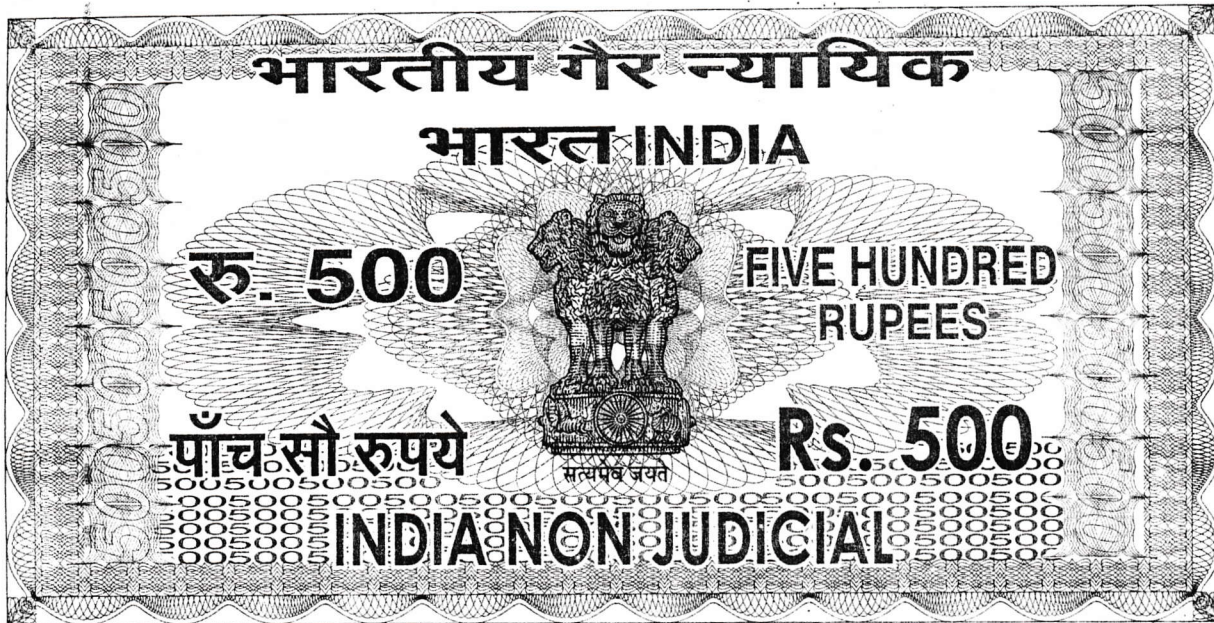 भारतीय गैर न्यायिक
भारत INDIA
रु. 500
FIVE HUNDRED
RUPEES
पाँच सौ रुपये
Rs. 500
सत्यमेव जयते
INDIA NON JUDICIAL